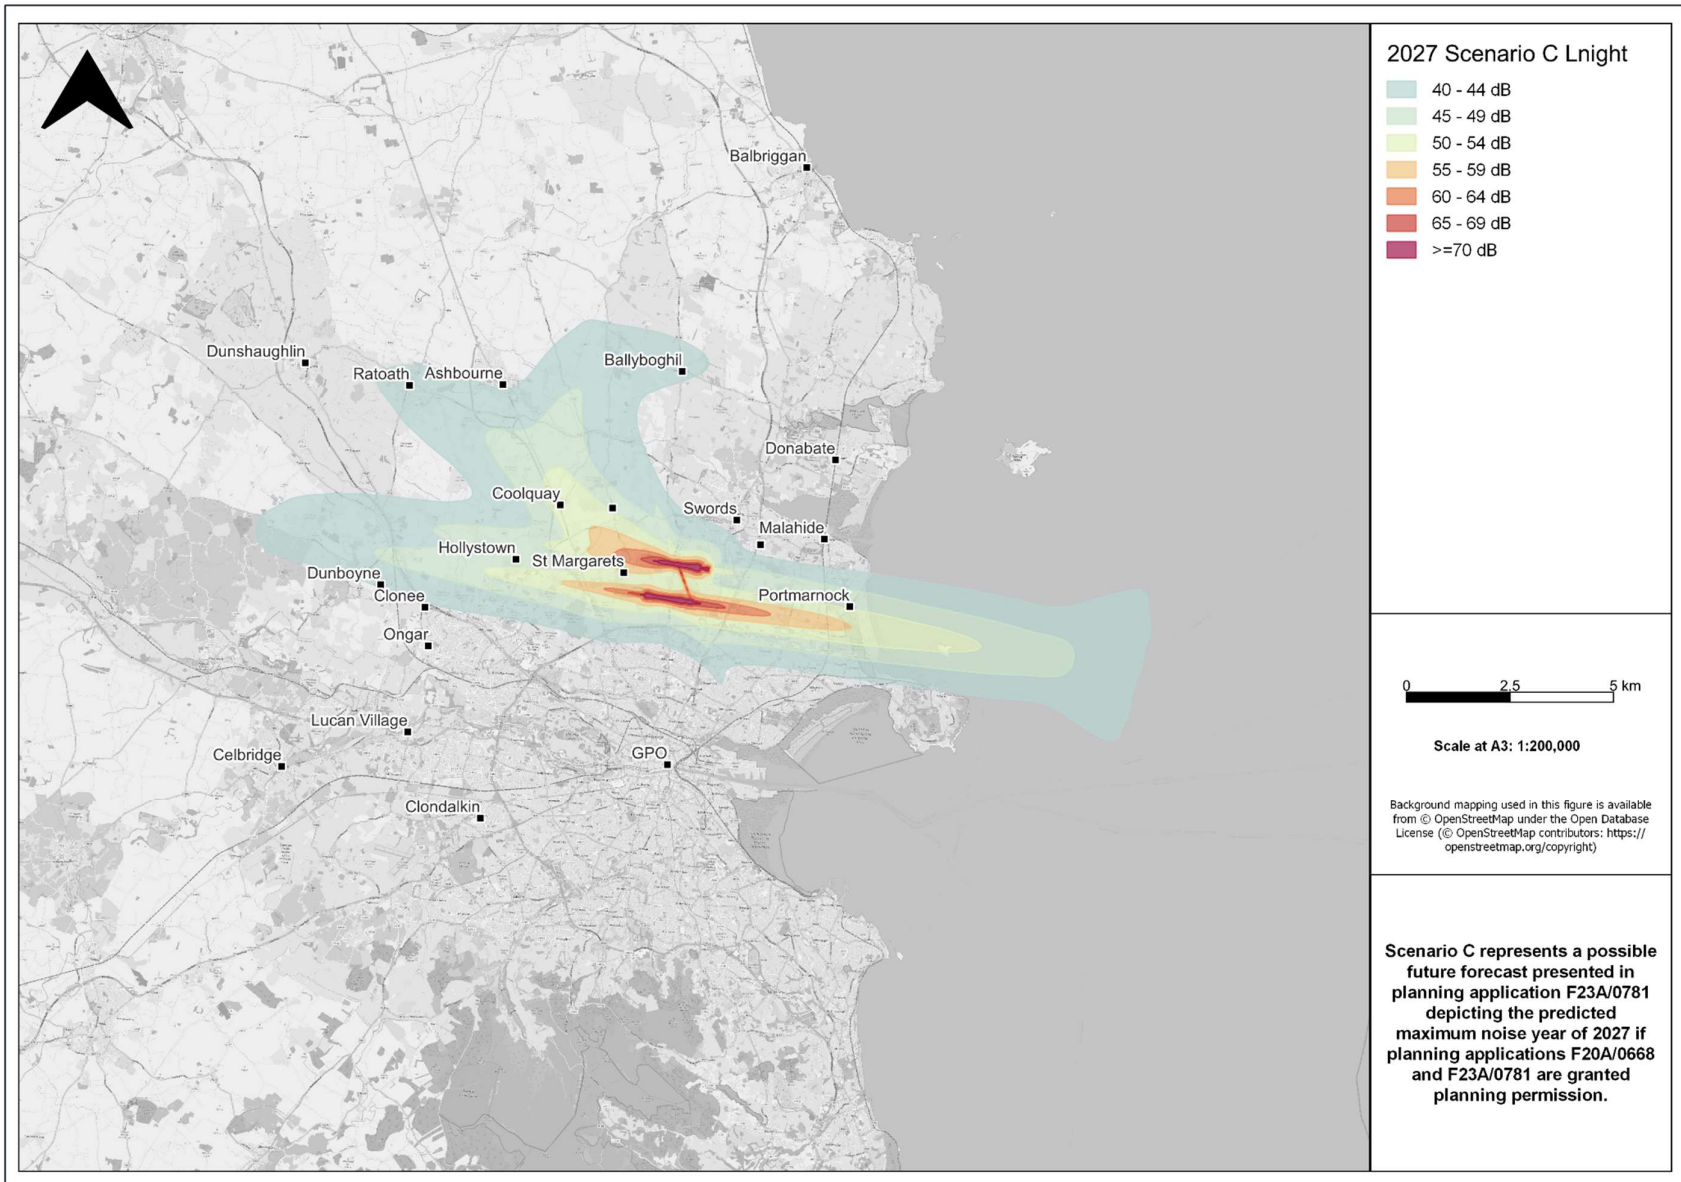 2027 Scenario C Lnight
40 - 44 dB
45 - 49 dB
50 - 54 dB
55 - 59 dB
60 - 64 dB
65 - 69 dB
>=70 dB
Balbriggan
Dunshaughlin
Ratoath
Ashbourne
Ballyboghil
Donabate
Coolquay
Swords
Malahide
Hollystown
St Margarets
Dunboyne
Clonee
Portmarnock
Ongar
Lucan Village
Celbridge
GPO
Clondalkin
0 2.5 5 km
Scale at A3: 1:200,000
Background mapping used in this figure is available
from © OpenStreetMap under the Open Database
License (© OpenStreetMap contributors: https://
openstreetmap.org/copyright)
Scenario C represents a possible
future forecast presented in
planning application F23A/0781
depicting the predicted
maximum noise year of 2027 if
planning applications F20A/0668
and F23A/0781 are granted
planning permission.